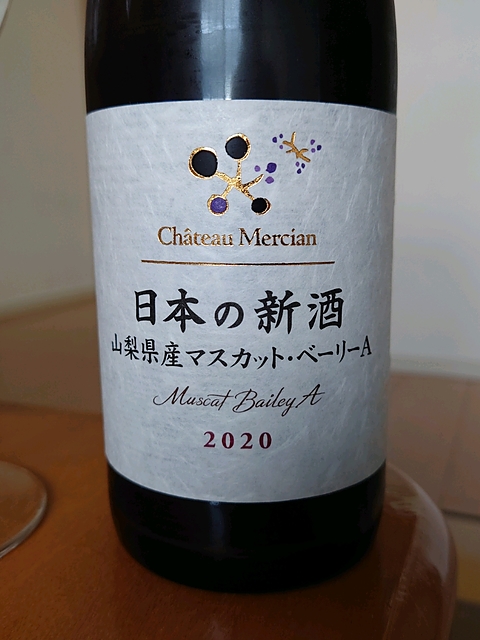 Château Mercian
日本の新酒
山梨県産マスカット・ベーリーA
Muscat Bailey A
2020